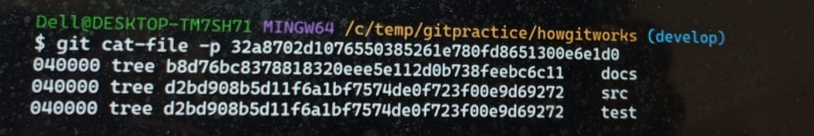 Dell@DESKTOP-TM7SH71 MINGW64 /c/temp/gitpractice/howgitworks (develop)
$ git cat-file -p 32a8702d1076550385261e780fd8651300e6e1d0
040000 tree b8d76bc8378818320eee5e112d0b738feebc6c11    docs
040000 tree d2bd908b5d11f6a1bf7574de0f723f00e9d69272    src
040000 tree d2bd908b5d11f6a1bf7574de0f723f00e9d69272    test